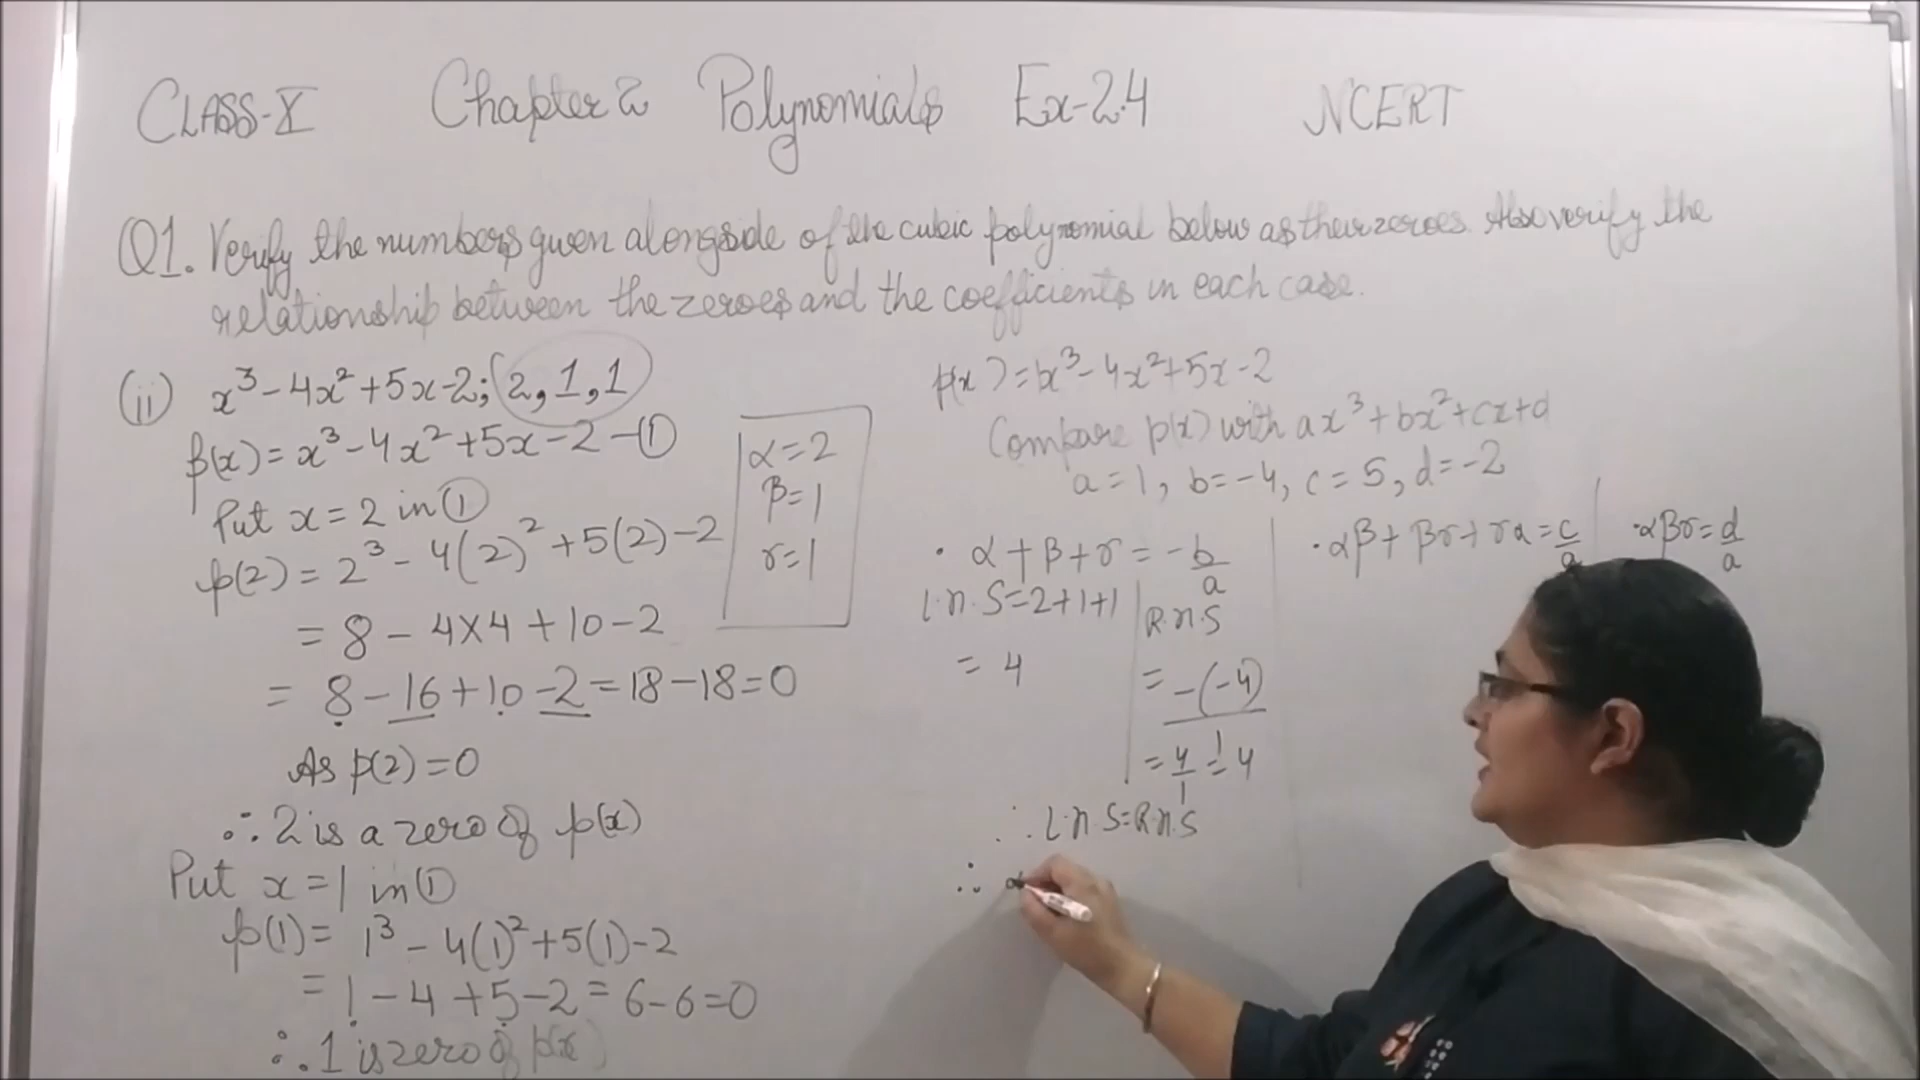 CLASS-X Chapter 2 Polynomials Ex-2.4 NCERT
Q1. Verify the numbers given alongside of the cubic polynomial below as their zeroes. Also verify the
relationship between the zeroes and the coefficients in each case.
(ii) x³-4x²+5x-2; (2,1,1)
p(x) = x³-4x²+5x-2 -①
Put x=2 in ①
p(2) = 2³-4(2)²+5(2)-2
= 8 - 4×4 + 10-2
= 8-16+10-2 = 18-18=0
As p(2)=0
∴ 2 is a zero of p(x)
Put x=1 in ①
p(1) = 1³-4(1)²+5(1)-2
= 1-4+5-2 = 6-6=0
∴ 1 is zero of p(x)
α=2
β=1
r=1
p(x)=x³-4x²+5x-2
Compare p(x) with ax³+bx²+cx+d
a=1, b=-4, c=5, d=-2
• α+β+r = -b/a
L.H.S=2+1+1
= 4
R.H.S
= -(-4)/1
= 4/1 = 4
∴ L.H.S=R.H.S
∴ α
• αβ+βr+rα=c/a
• αβr=d/a